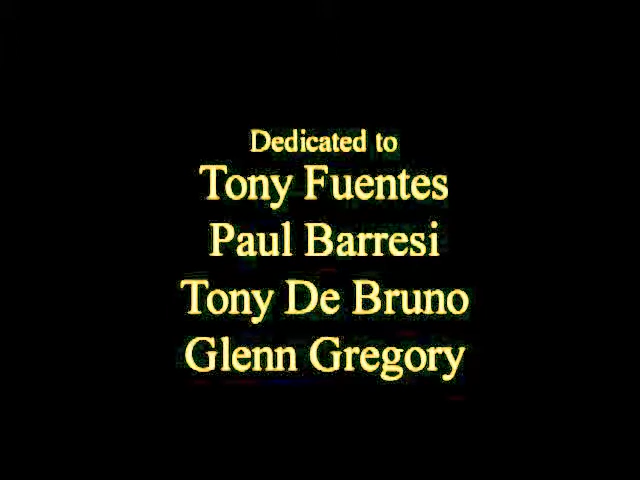 Dedicated to
Tony Fuentes
Paul Barresi
Tony De Bruno
Glenn Gregory